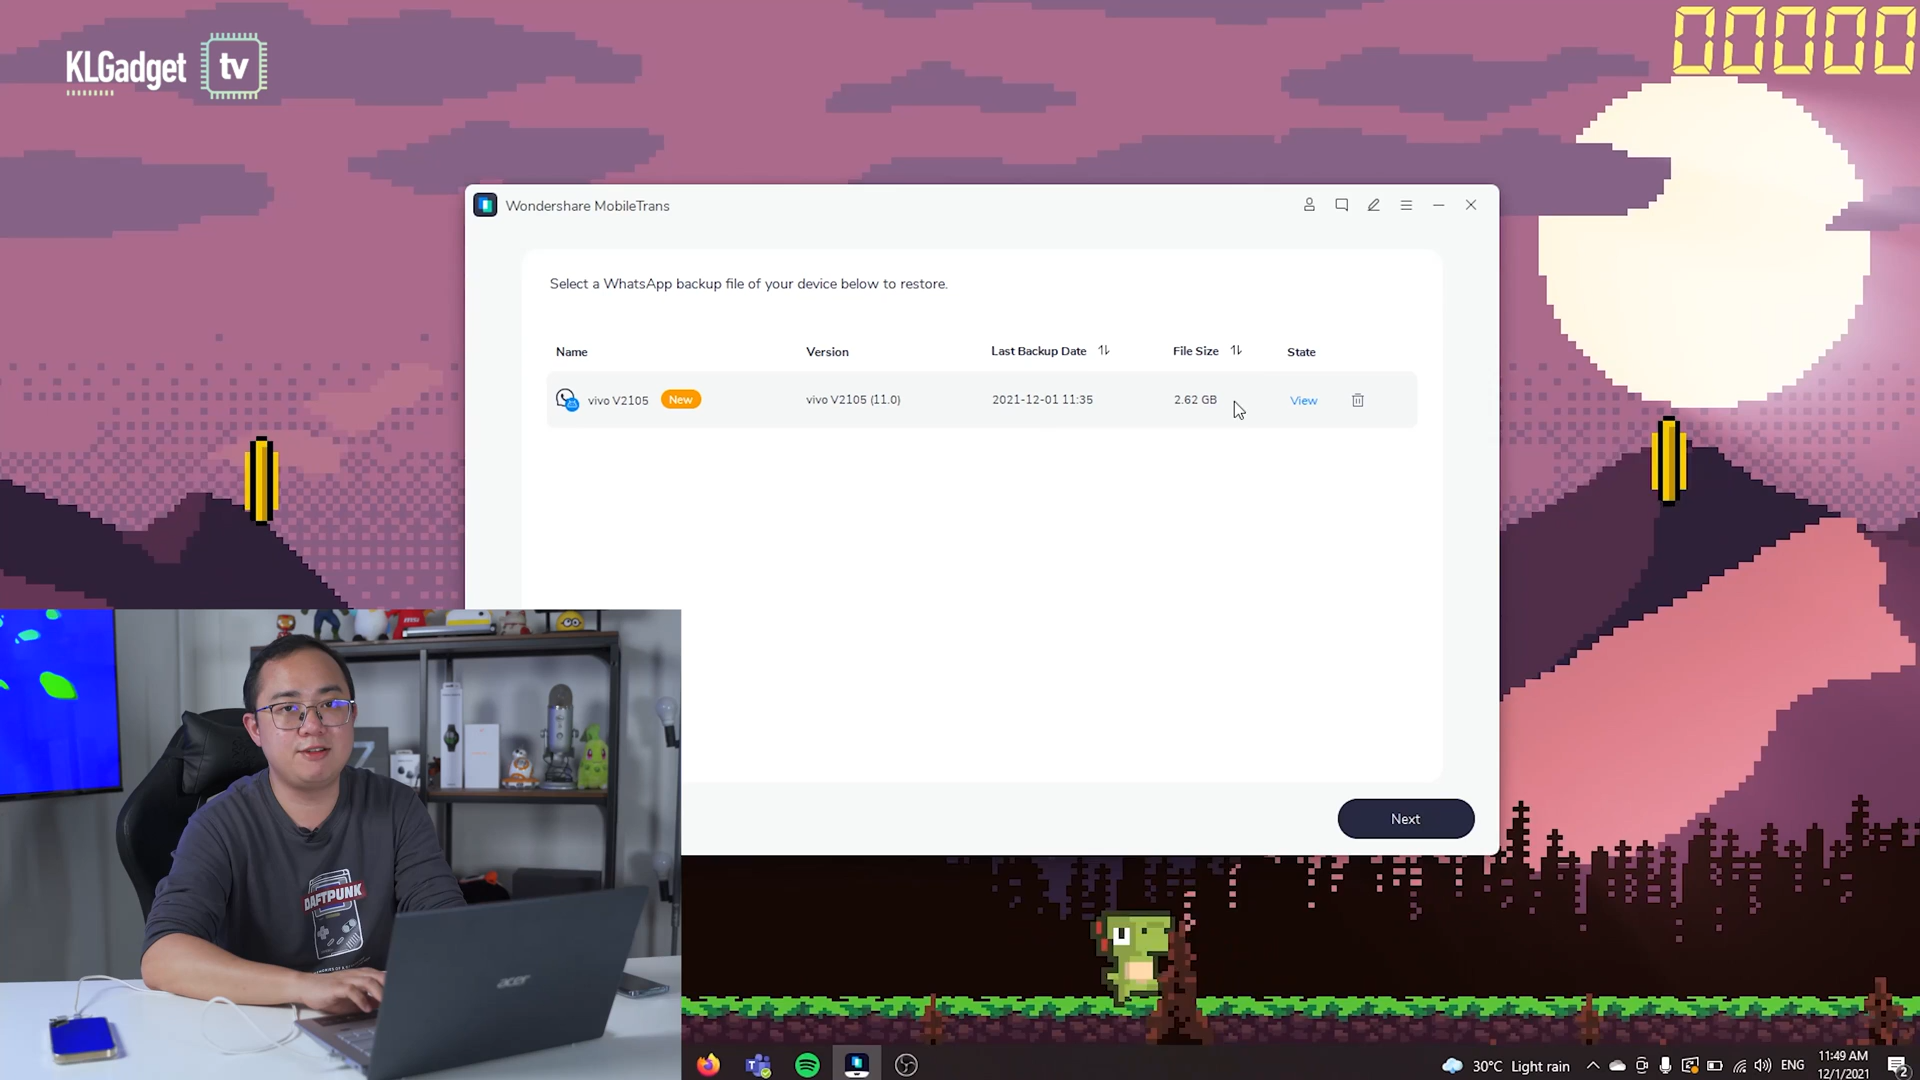 KLGadget tv
00000
Wondershare MobileTrans
Select a WhatsApp backup file of your device below to restore.
Name Version Last Backup Date File Size State
vivo V2105 New vivo V2105 (11.0) 2021-12-01 11:35 2.62 GB View
Next
msi
DAFTPUNK
acer
30°C Light rain
ENG
11:49 AM
12/1/2021
2